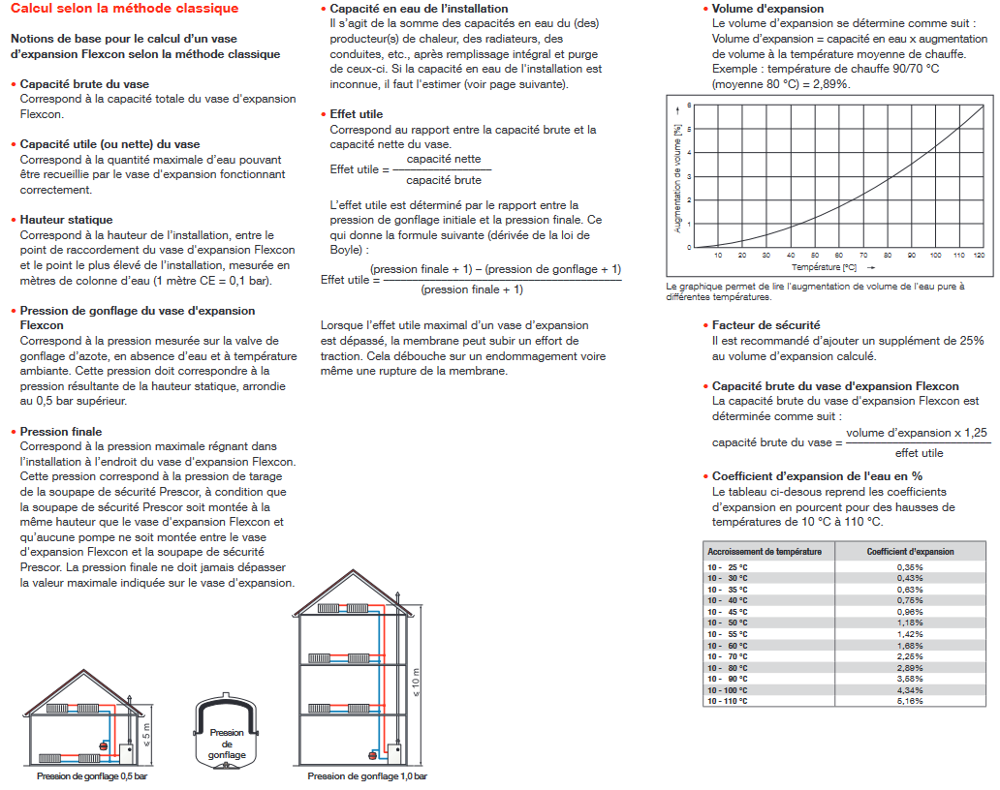 Calcul selon la méthode classique
Notions de base pour le calcul d'un vase
d'expansion Flexcon selon la méthode classique
• Capacité brute du vase
Correspond à la capacité totale du vase d'expansion
Flexcon.
• Capacité utile (ou nette) du vase
Correspond à la quantité maximale d'eau pouvant
être recueillie par le vase d'expansion fonctionnant
correctement.
• Hauteur statique
Correspond à la hauteur de l'installation, entre le
point de raccordement du vase d'expansion Flexcon
et le point le plus élevé de l'installation, mesurée en
mètres de colonne d'eau (1 mètre CE = 0,1 bar).
• Pression de gonflage du vase d'expansion
Flexcon
Correspond à la pression mesurée sur la valve de
gonflage d'azote, en absence d'eau et à température
ambiante. Cette pression doit correspondre à la
pression résultante de la hauteur statique, arrondie
au 0,5 bar supérieur.
• Pression finale
Correspond à la pression maximale régnant dans
l'installation à l'endroit du vase d'expansion Flexcon.
Cette pression correspond à la pression de tarage
de la soupape de sécurité Prescor, à condition que
la soupape de sécurité Prescor soit montée à la
même hauteur que le vase d'expansion Flexcon et
qu'aucune pompe ne soit montée entre le vase
d'expansion Flexcon et la soupape de sécurité
Prescor. La pression finale ne doit jamais dépasser
la valeur maximale indiquée sur le vase d'expansion.
≤ 5 m
Pression de gonflage 0,5 bar
Pression
de
gonflage
≤ 10 m
Pression de gonflage 1,0 bar
• Capacité en eau de l'installation
Il s'agit de la somme des capacités en eau du (des)
producteur(s) de chaleur, des radiateurs, des
conduites, etc., après remplissage intégral et purge
de ceux-ci. Si la capacité en eau de l'installation est
inconnue, il faut l'estimer (voir page suivante).
• Effet utile
Correspond au rapport entre la capacité brute et la
capacité nette du vase.
capacité nette
Effet utile =
capacité brute
L'effet utile est déterminé par le rapport entre la
pression de gonflage initiale et la pression finale. Ce
qui donne la formule suivante (dérivée de la loi de
Boyle) :
(pression finale + 1) – (pression de gonflage + 1)
Effet utile =
(pression finale + 1)
Lorsque l'effet utile maximal d'un vase d'expansion
est dépassé, la membrane peut subir un effort de
traction. Cela débouche sur un endommagement voire
même une rupture de la membrane.
• Volume d'expansion
Le volume d'expansion se détermine comme suit :
Volume d'expansion = capacité en eau x augmentation
de volume à la température moyenne de chauffe.
Exemple : température de chauffe 90/70 °C
(moyenne 80 °C) = 2,89%.
Augmentation de volume [%] →
6
5
4
3
2
1
0
10 20 30 40 50 60 70 80 90 100 110 120
Température [°C] →
Le graphique permet de lire l'augmentation de volume de l'eau pure à
différentes températures.
• Facteur de sécurité
Il est recommandé d'ajouter un supplément de 25%
au volume d'expansion calculé.
• Capacité brute du vase d'expansion Flexcon
La capacité brute du vase d'expansion Flexcon est
déterminée comme suit :
volume d'expansion x 1,25
capacité brute du vase =
effet utile
• Coefficient d'expansion de l'eau en %
Le tableau ci-desous reprend les coefficients
d'expansion en pourcent pour des hausses de
températures de 10 °C à 110 °C.
Accroissement de température Coefficient d'expansion
10 - 25 °C 0,35%
10 - 30 °C 0,43%
10 - 35 °C 0,63%
10 - 40 °C 0,75%
10 - 45 °C 0,96%
10 - 50 °C 1,18%
10 - 55 °C 1,42%
10 - 60 °C 1,68%
10 - 70 °C 2,25%
10 - 80 °C 2,89%
10 - 90 °C 3,58%
10 - 100 °C 4,34%
10 - 110 °C 5,16%